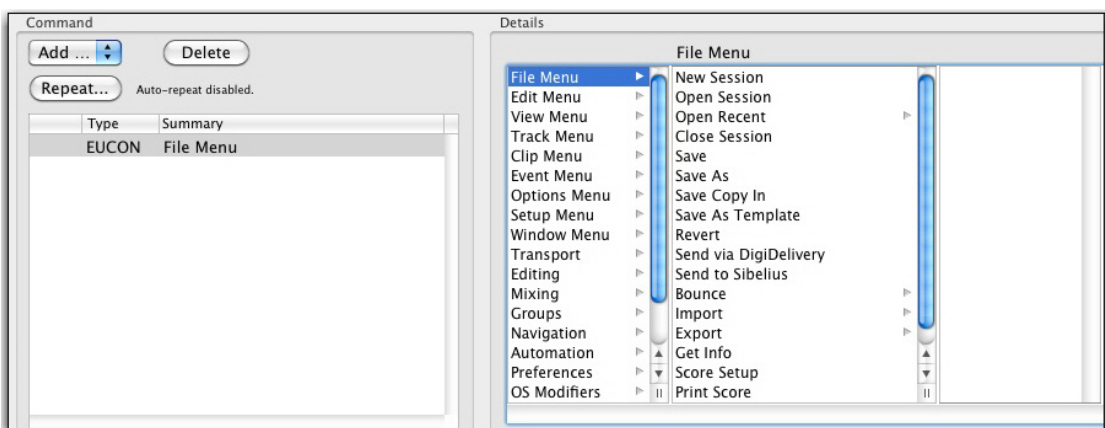 Command
Add ...
Delete
Repeat...
Auto-repeat disabled.
Type Summary
EUCON File Menu
Details
File Menu
File Menu
Edit Menu
View Menu
Track Menu
Clip Menu
Event Menu
Options Menu
Setup Menu
Window Menu
Transport
Editing
Mixing
Groups
Navigation
Automation
Preferences
OS Modifiers
New Session
Open Session
Open Recent
Close Session
Save
Save As
Save Copy In
Save As Template
Revert
Send via DigiDelivery
Send to Sibelius
Bounce
Import
Export
Get Info
Score Setup
Print Score